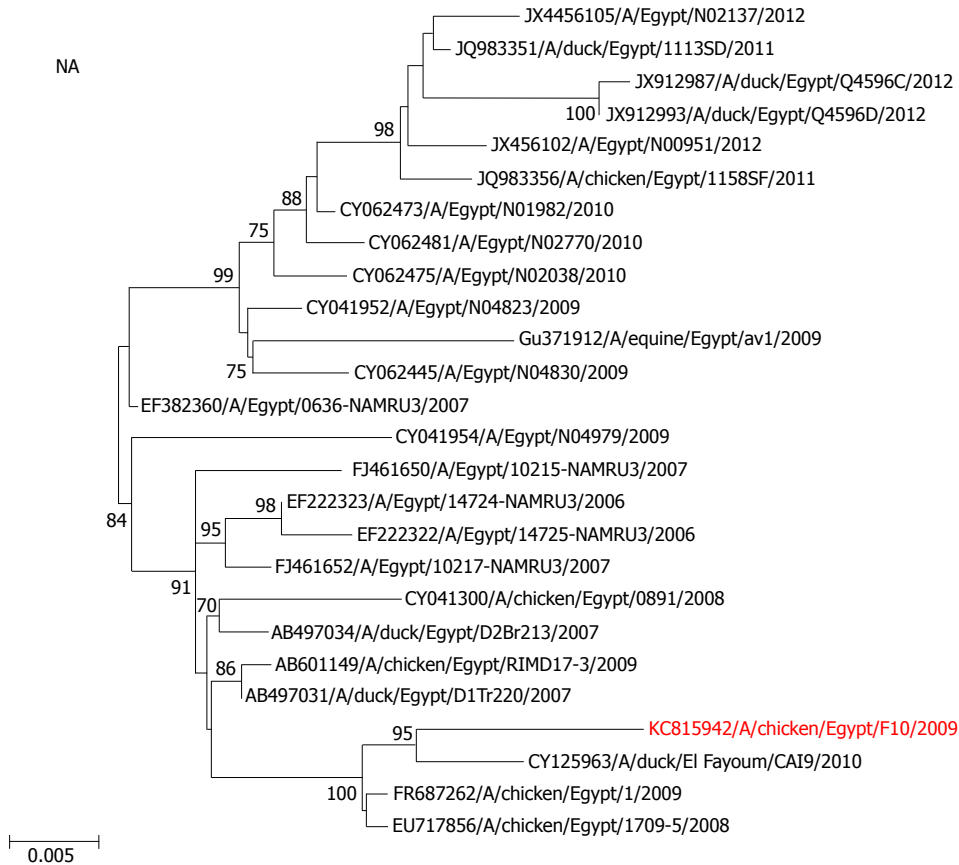 JX4456105/A/Egypt/N02137/2012
JQ983351/A/duck/Egypt/1113SD/2011
NA
JX912987/A/duck/Egypt/Q4596C/2012
100
JX912993/A/duck/Egypt/Q4596D/2012
98
JX456102/A/Egypt/N00951/2012
JQ983356/A/chicken/Egypt/1158SF/2011
88
CY062473/A/Egypt/N01982/2010
75
CY062481/A/Egypt/N02770/2010
99
CY062475/A/Egypt/N02038/2010
CY041952/A/Egypt/N04823/2009
Gu371912/A/equine/Egypt/av1/2009
75
CY062445/A/Egypt/N04830/2009
EF382360/A/Egypt/0636-NAMRU3/2007
CY041954/A/Egypt/N04979/2009
FJ461650/A/Egypt/10215-NAMRU3/2007
84
98
EF222323/A/Egypt/14724-NAMRU3/2006
95
EF222322/A/Egypt/14725-NAMRU3/2006
FJ461652/A/Egypt/10217-NAMRU3/2007
91
70
CY041300/A/chicken/Egypt/0891/2008
AB497034/A/duck/Egypt/D2Br213/2007
86
AB601149/A/chicken/Egypt/RIMD17-3/2009
AB497031/A/duck/Egypt/D1Tr220/2007
95
KC815942/A/chicken/Egypt/F10/2009
CY125963/A/duck/El Fayoum/CAI9/2010
100
FR687262/A/chicken/Egypt/1/2009
EU717856/A/chicken/Egypt/1709-5/2008
0.005